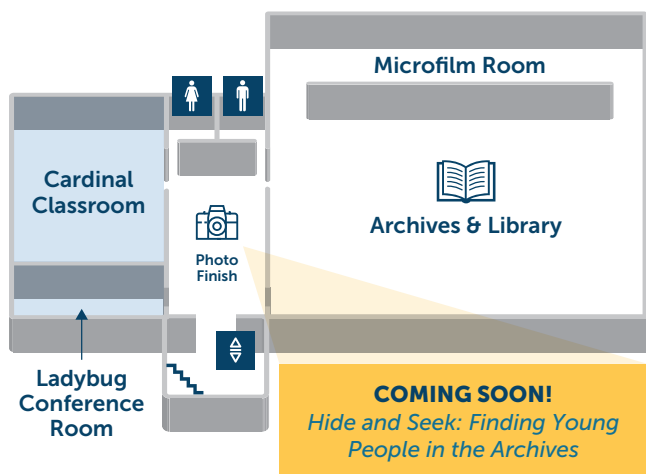 Microfilm Room
Cardinal
Classroom
Archives & Library
Photo
Finish
Ladybug
Conference
Room
COMING SOON!
Hide and Seek: Finding Young
People in the Archives